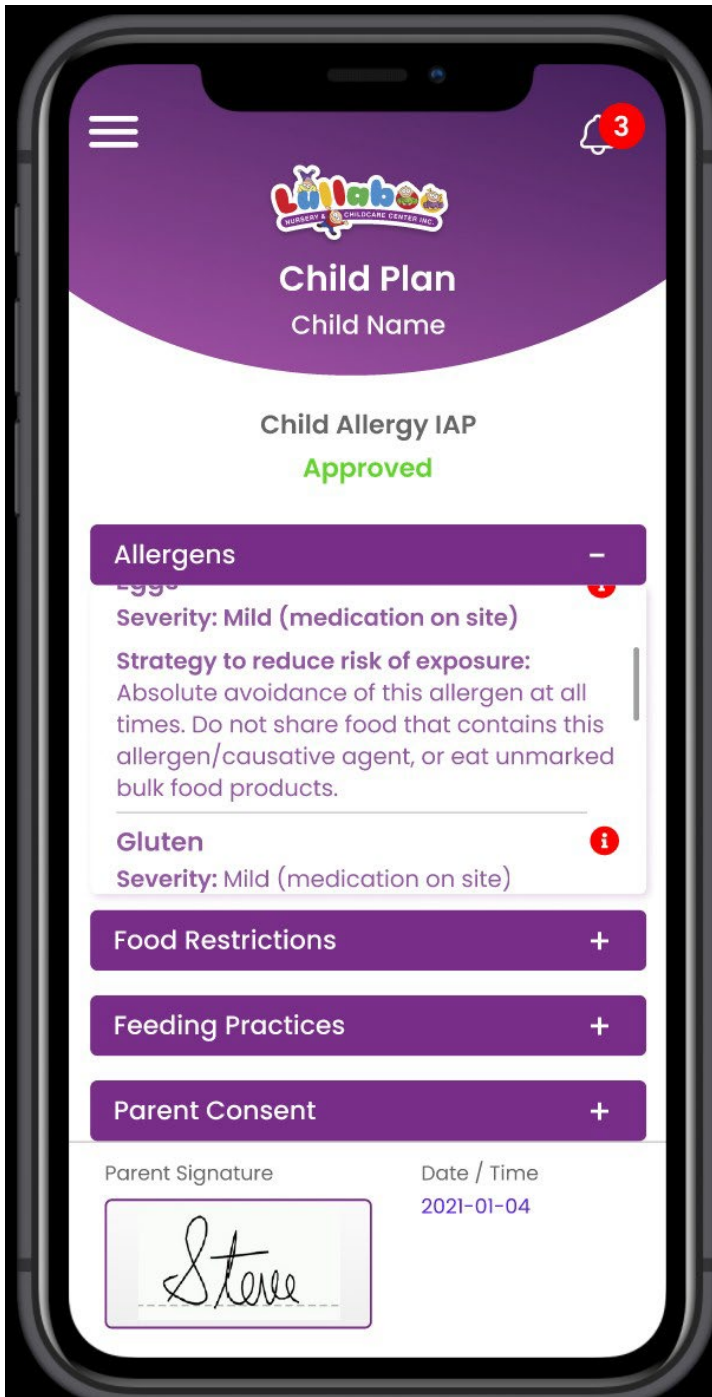 3
Lullaboo
NURSERY & CHILDCARE CENTER INC.
Child Plan
Child Name
Child Allergy IAP
Approved
Allergens –
Eggs
Severity: Mild (medication on site)
Strategy to reduce risk of exposure:
Absolute avoidance of this allergen at all
times. Do not share food that contains this
allergen/causative agent, or eat unmarked
bulk food products.
Gluten i
Severity: Mild (medication on site)
Food Restrictions +
Feeding Practices +
Parent Consent +
Parent Signature
Date / Time
2021-01-04
Steve